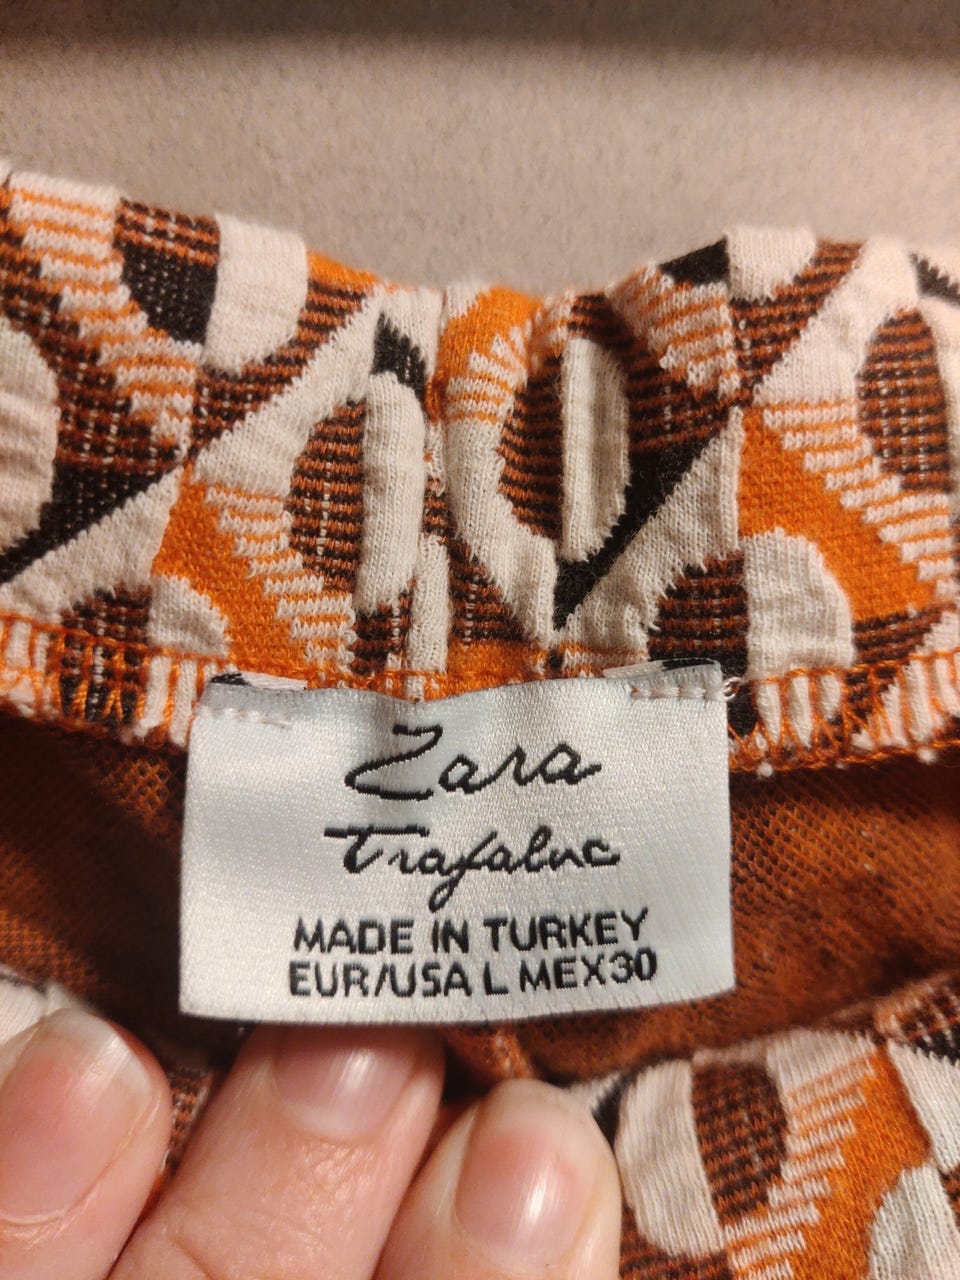 Zara
Trafaluc
MADE IN TURKEY
EUR/USA L MEX30